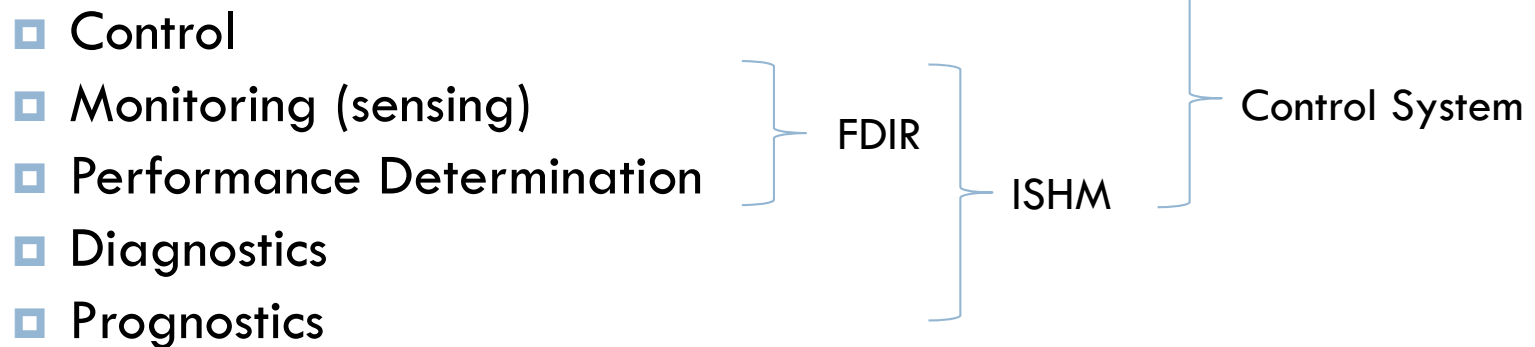 Control
Monitoring (sensing)
Performance Determination
Diagnostics
Prognostics
FDIR
ISHM
Control System